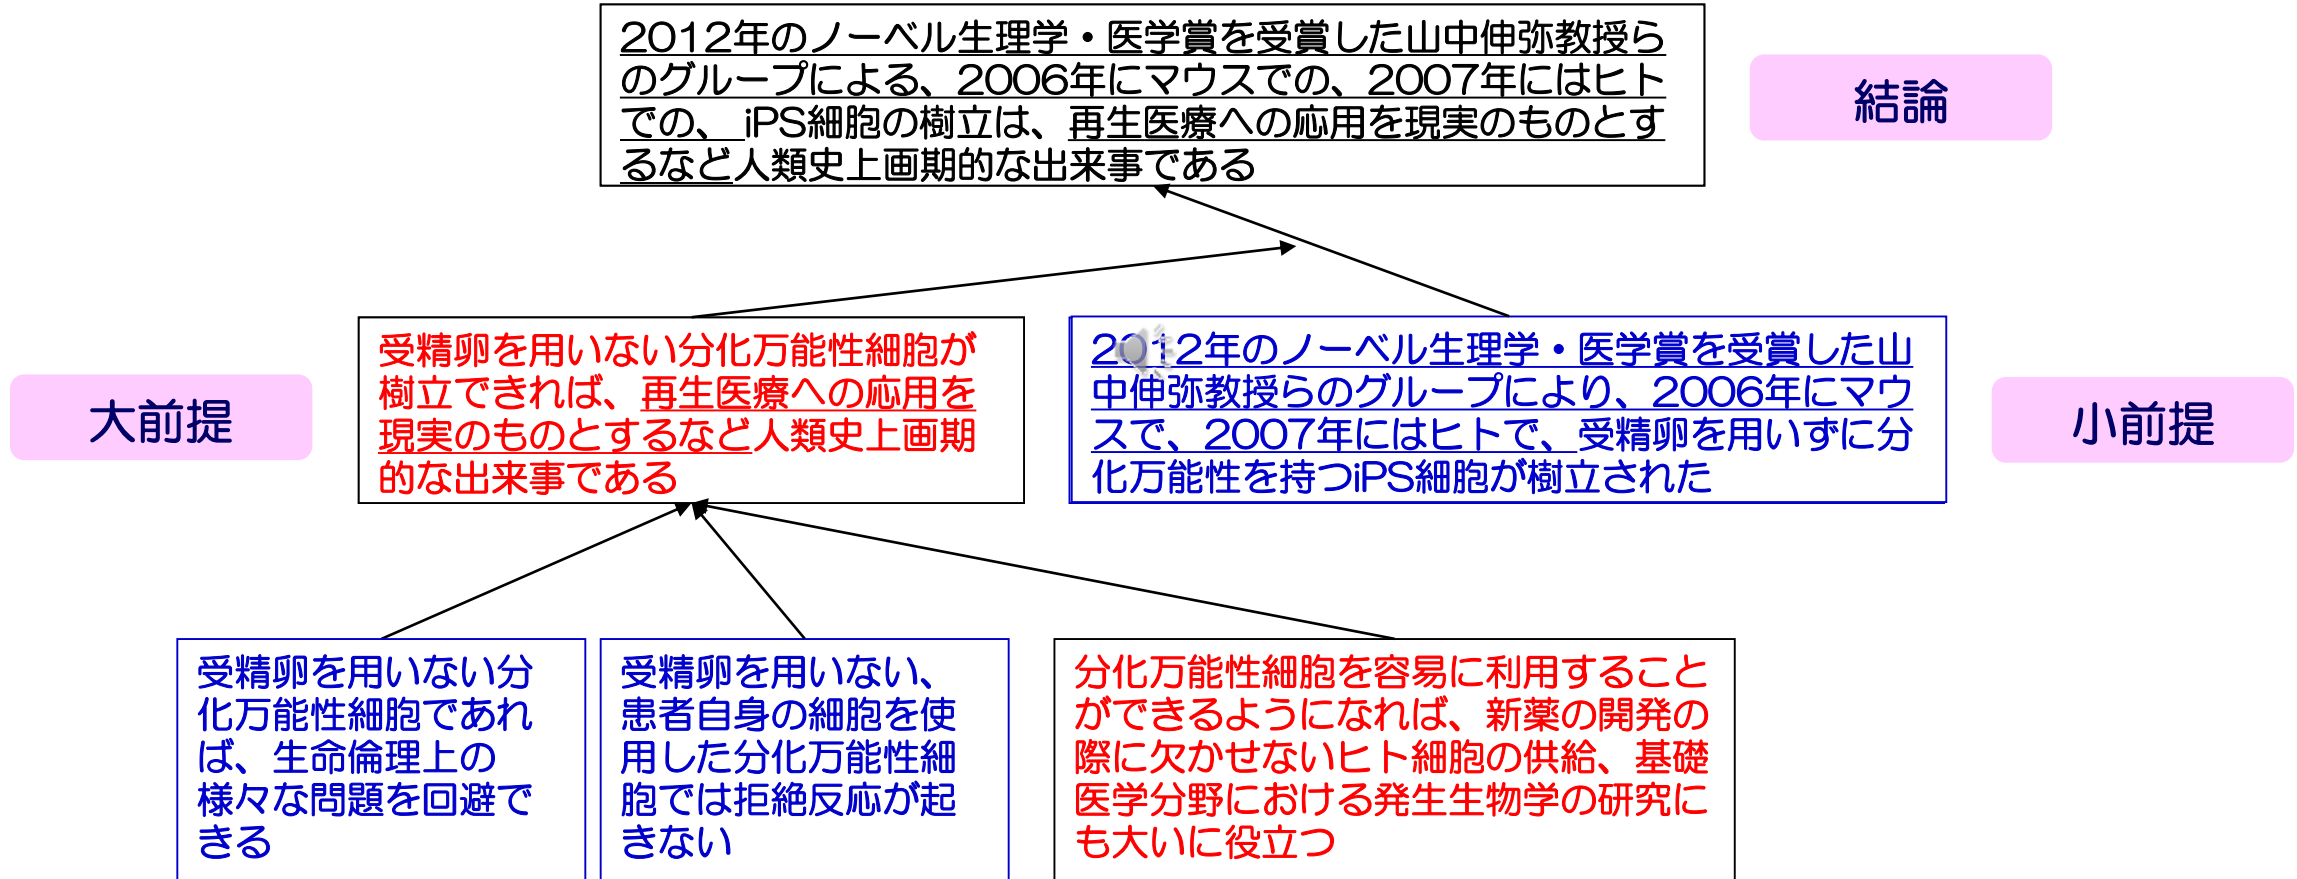 2012年のノーベル生理学・医学賞を受賞した山中伸弥教授ら
のグループによる、2006年にマウスでの、2007年にはヒト
での、iPS細胞の樹立は、再生医療への応用を現実のものとす
るなど人類史上画期的な出来事である
結論
受精卵を用いない分化万能性細胞が
樹立できれば、再生医療への応用を
現実のものとするなど人類史上画期
的な出来事である
2012年のノーベル生理学・医学賞を受賞した山
中伸弥教授らのグループにより、2006年にマウ
スで、2007年にはヒトで、受精卵を用いずに分
化万能性を持つiPS細胞が樹立された
大前提
小前提
受精卵を用いない分
化万能性細胞であれ
ば、生命倫理上の
様々な問題を回避で
きる
受精卵を用いない、
患者自身の細胞を使
用した分化万能性細
胞では拒絶反応が起
きない
分化万能性細胞を容易に利用すること
ができるようになれば、新薬の開発の
際に欠かせないヒト細胞の供給、基礎
医学分野における発生生物学の研究に
も大いに役立つ